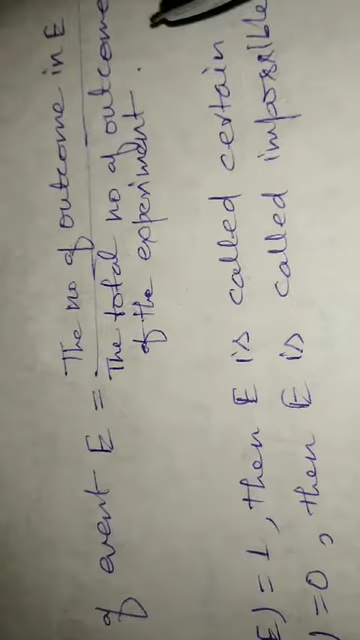 The no of outcome in E
of event E =
The total no of outcome
of the experiment.
E) = 1, then E is called certain
) = 0, then E is called impossible